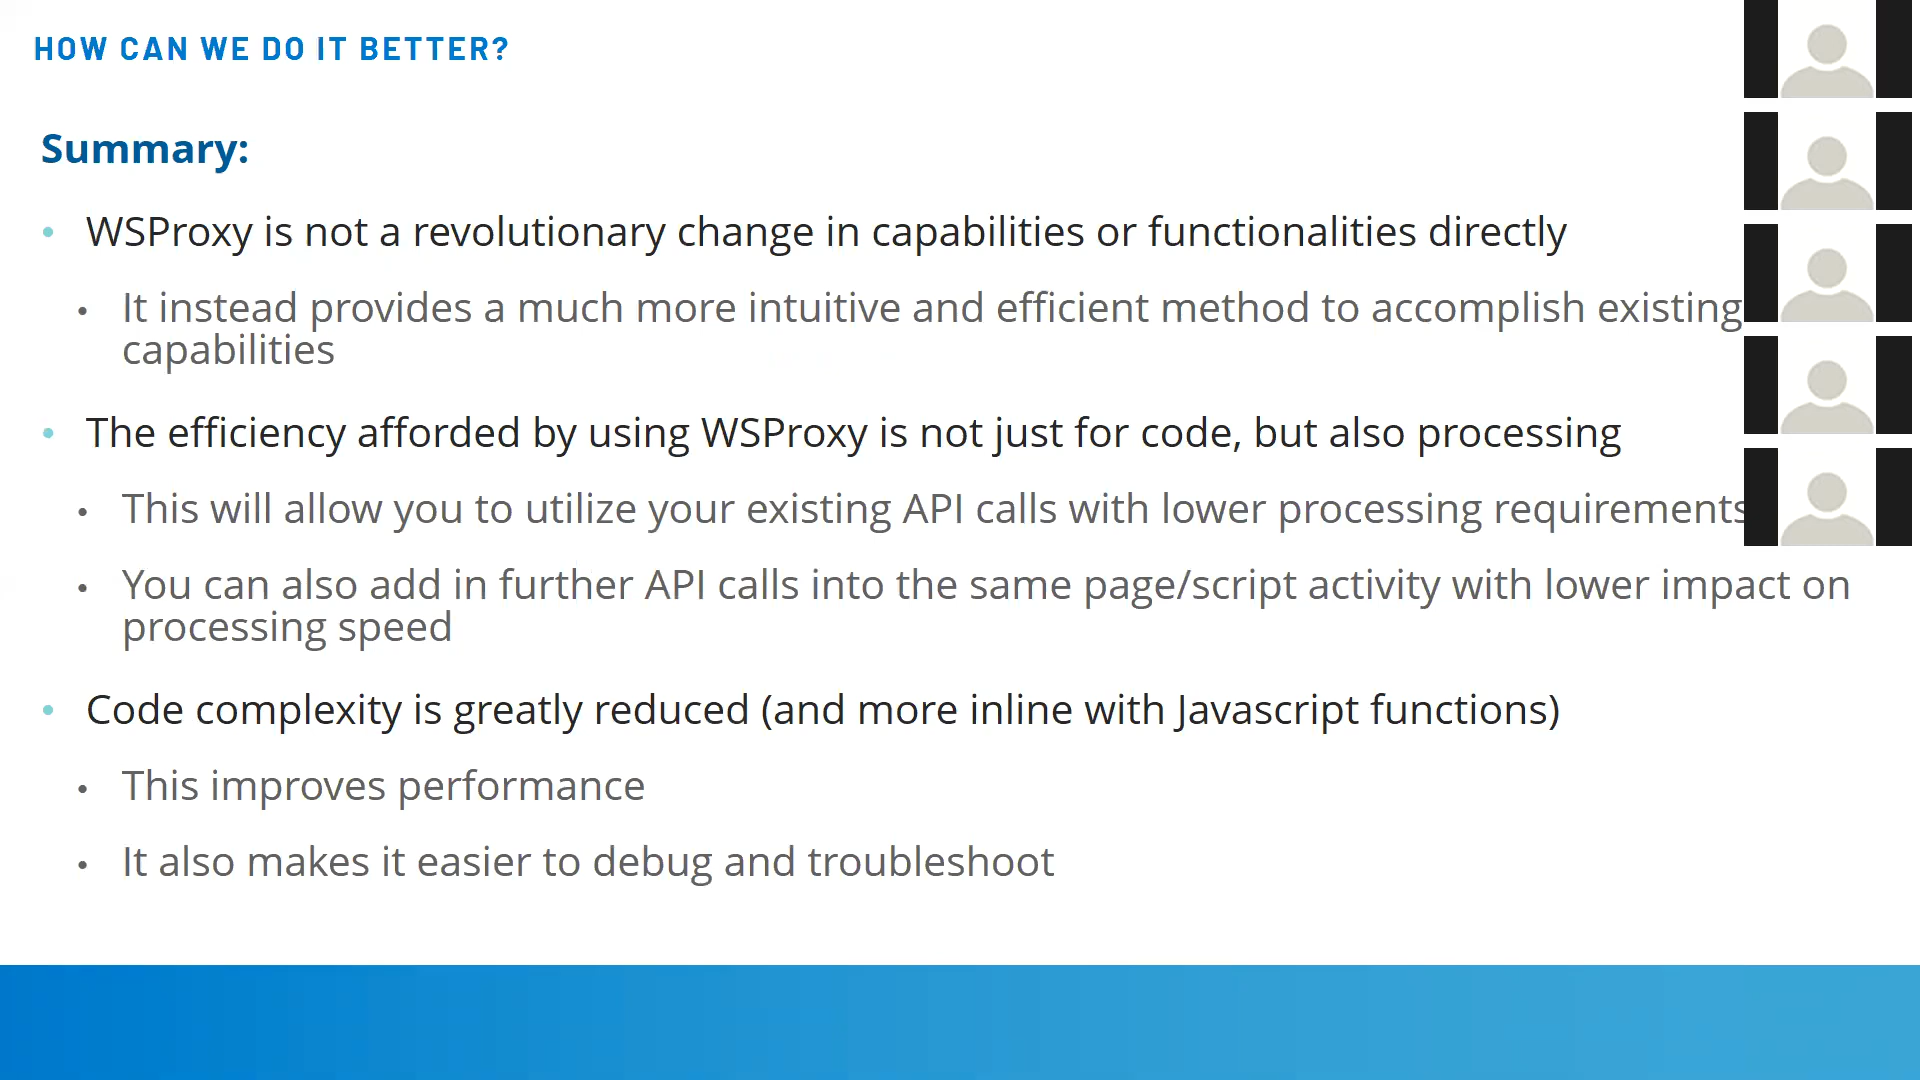 HOW CAN WE DO IT BETTER?
Summary:
• WSProxy is not a revolutionary change in capabilities or functionalities directly
• It instead provides a much more intuitive and efficient method to accomplish existing
capabilities
• The efficiency afforded by using WSProxy is not just for code, but also processing
• This will allow you to utilize your existing API calls with lower processing requirements
• You can also add in further API calls into the same page/script activity with lower impact on
processing speed
• Code complexity is greatly reduced (and more inline with Javascript functions)
• This improves performance
• It also makes it easier to debug and troubleshoot